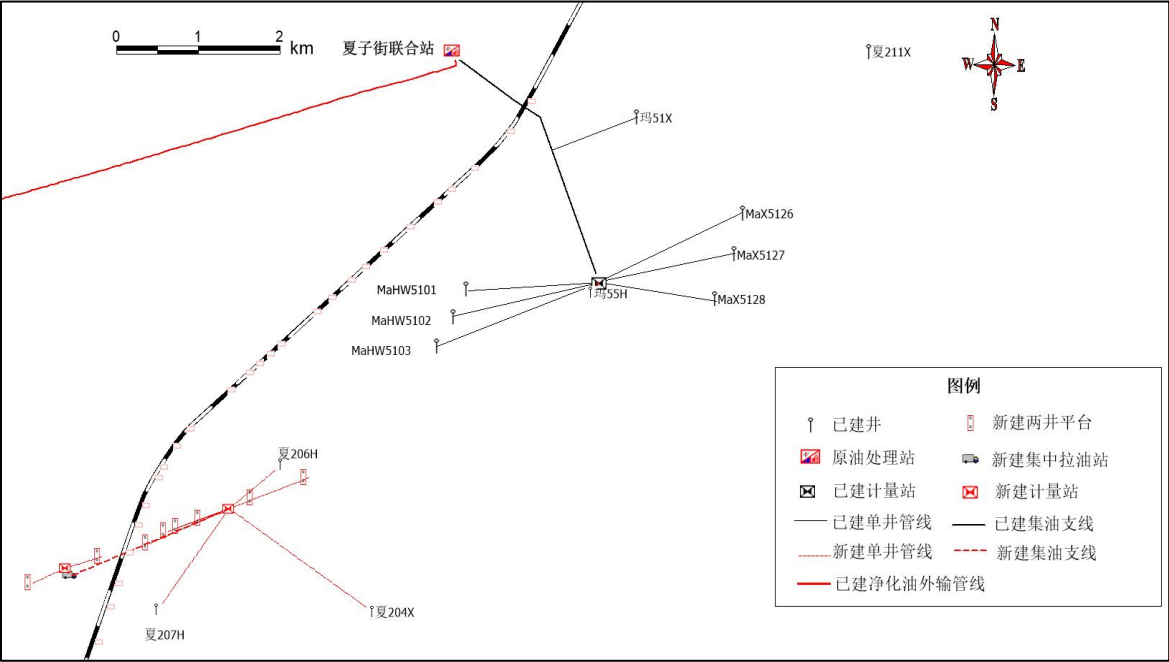 0 1 2 km
夏子街联合站
N
W E
S
夏211X
玛51X
MaX5126
MaX5127
MaX5128
玛55H
MaHW5101
MaHW5102
MaHW5103
夏206H
夏204X
夏207H
图例
已建井 新建两井平台
原油处理站 新建集中拉油站
已建计量站 新建计量站
已建单井管线 已建集油支线
新建单井管线 新建集油支线
已建净化油外输管线